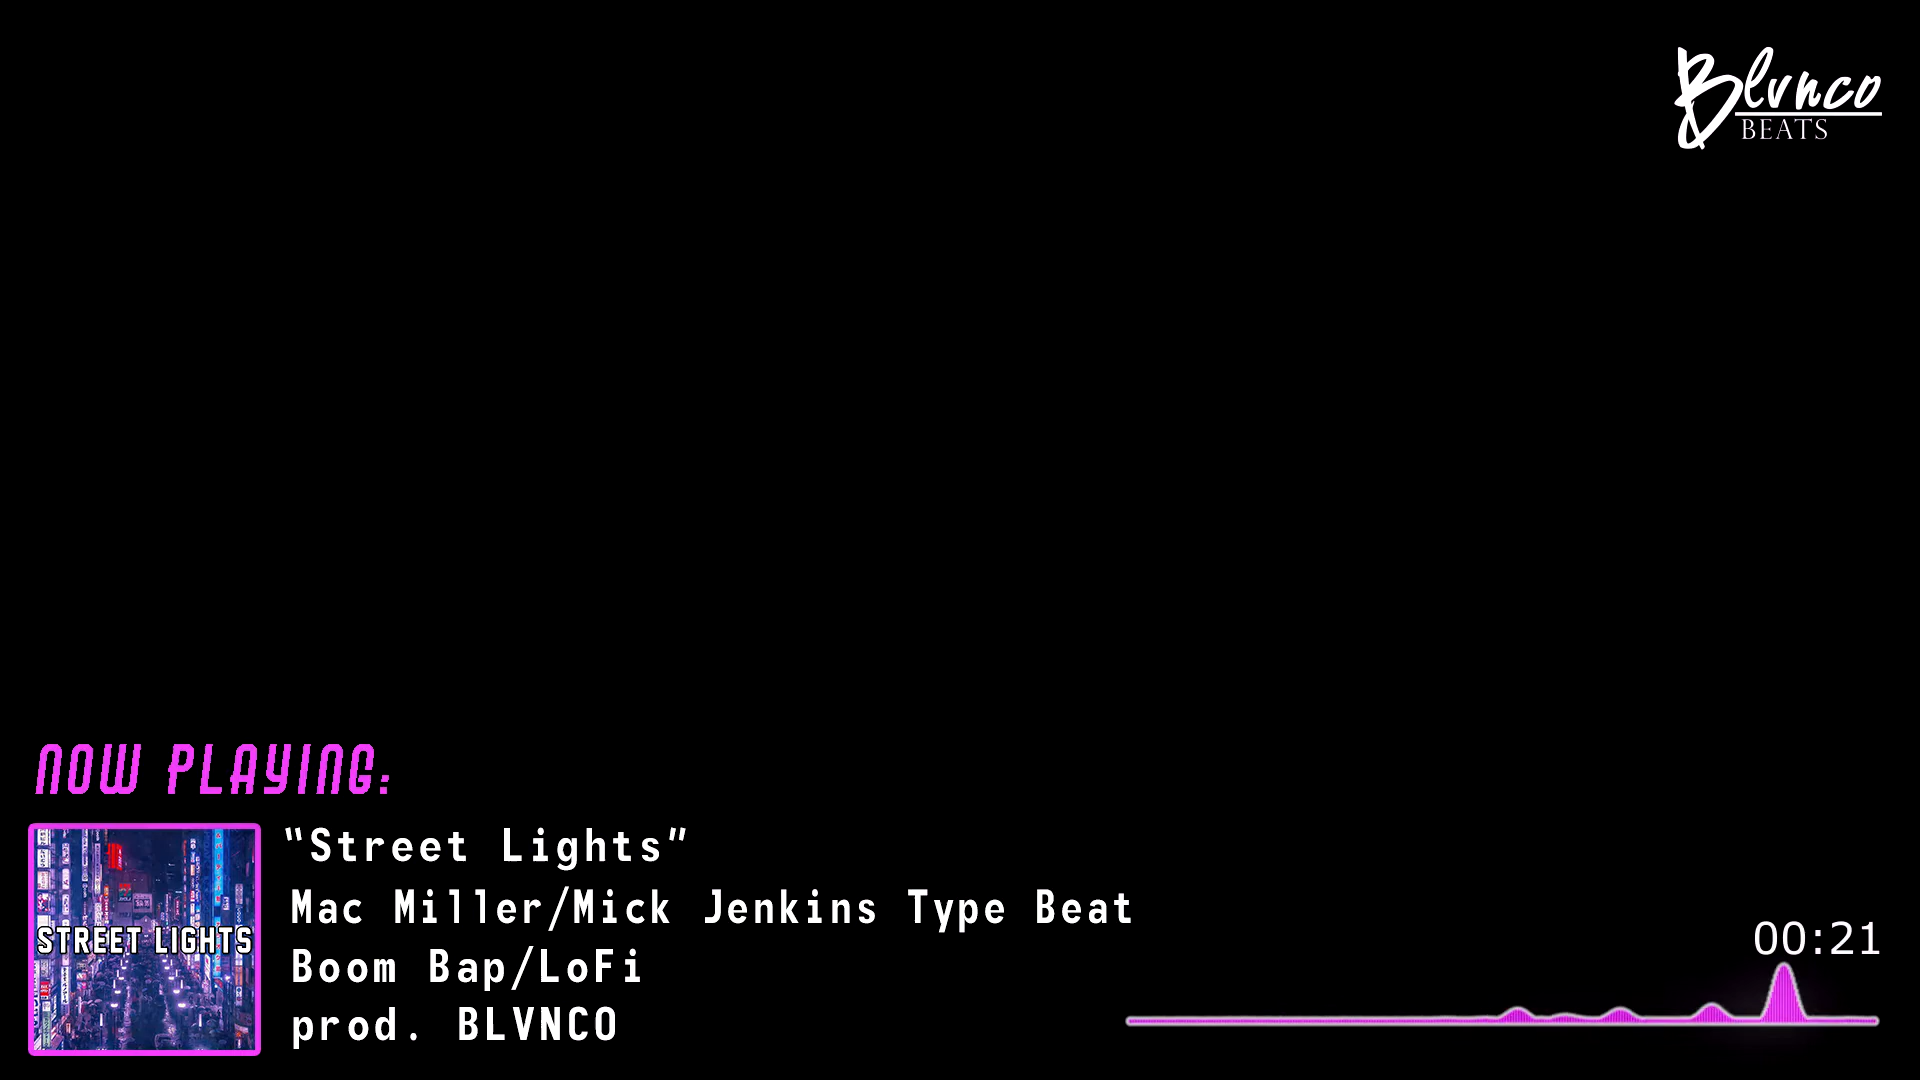 Blvnco
BEATS
NOW PLAYING:
“Street Lights”
Mac Miller/Mick Jenkins Type Beat
Boom Bap/LoFi
prod. BLVNCO
STREET LIGHTS
00:21